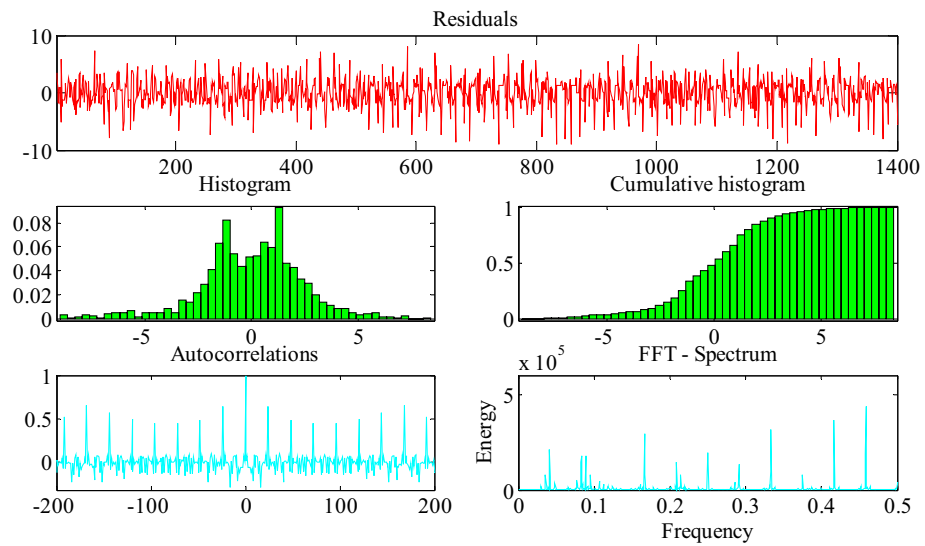 Residuals
10
0
-10
200 400 600 800 1000 1200 1400
Histogram
Cumulative histogram
0.08
0.06
0.04
0.02
0
-5 0 5
1
0.5
0
-5 0 5
Autocorrelations
FFT - Spectrum
1
0.5
0
-200 -100 0 100 200
x 10^5
5
0
Energy
0 0.1 0.2 0.3 0.4 0.5
Frequency